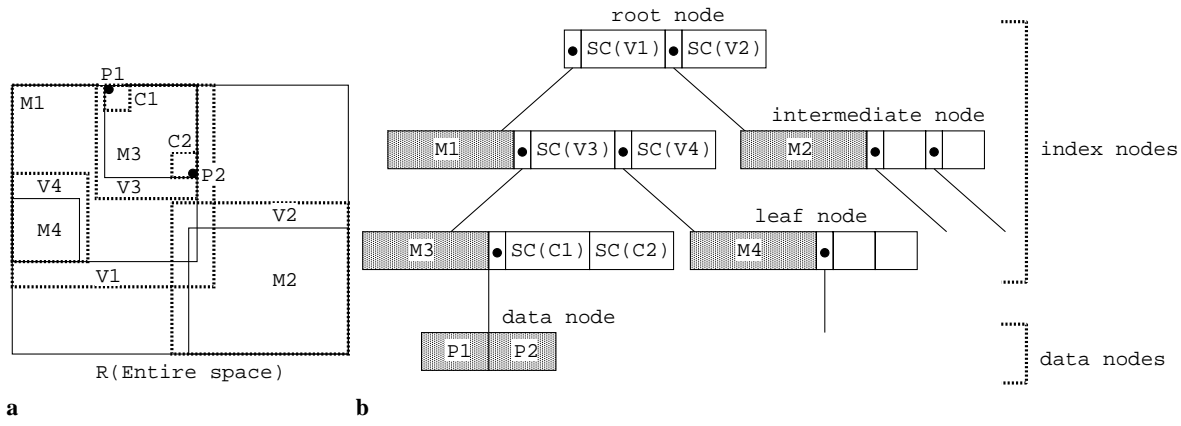 P1
M1
C1
C2
M3
P2
V4
V3
V2
M4
V1
M2
R(Entire space)
a
root node
SC(V1) SC(V2)
intermediate node
M1 SC(V3) SC(V4) M2
index nodes
leaf node
M3 SC(C1) SC(C2) M4
data node
P1 P2
data nodes
b